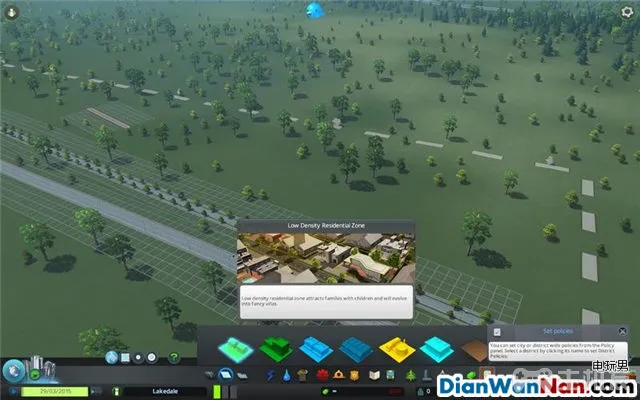 Low Density Residential Zone
Low density residential zone attracts families with children and will evolve
into fancy villas.
Set policies
You can set city or district wide policies from the Policy
panel. Select a district by clicking its name to set District
Policies.
29/03/2015
Lakedale
0
电玩男
DianWanNan.com